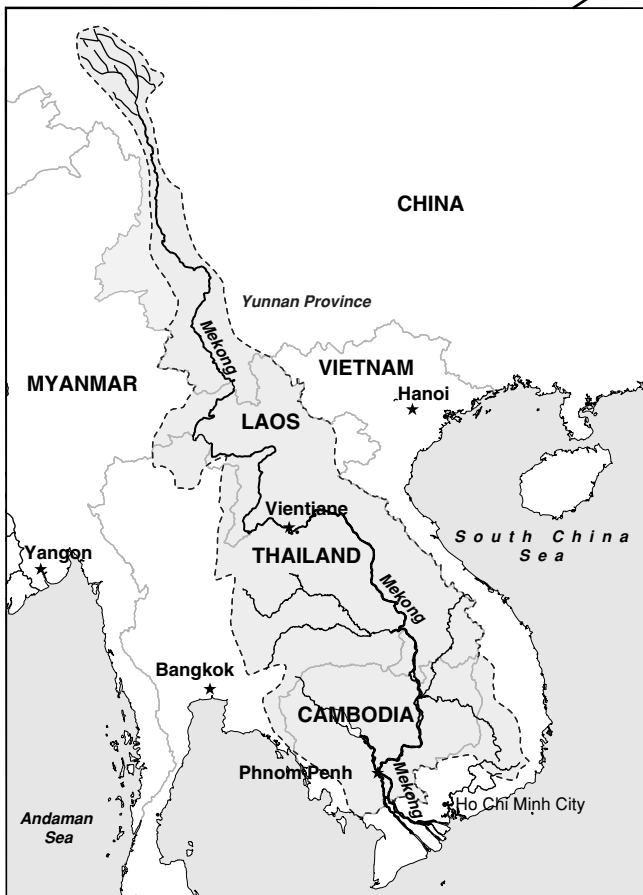 CHINA
Yunnan Province
Mekong
VIETNAM
MYANMAR
Hanoi
LAOS
Vientiane
South China
Sea
Yangon
THAILAND
Mekong
Bangkok
CAMBODIA
Phnom Penh
Mekong
Ho Chi Minh City
Andaman
Sea